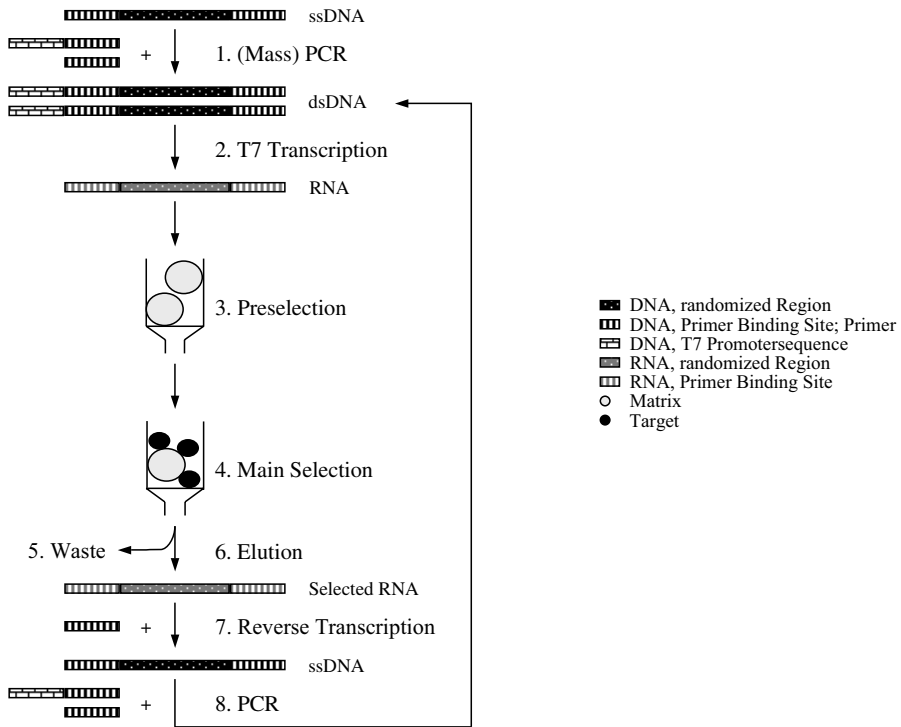 ssDNA
+
1. (Mass) PCR
dsDNA
2. T7 Transcription
RNA
3. Preselection
4. Main Selection
5. Waste
6. Elution
Selected RNA
+
7. Reverse Transcription
ssDNA
+
8. PCR
DNA, randomized Region
DNA, Primer Binding Site; Primer
DNA, T7 Promotersequence
RNA, randomized Region
RNA, Primer Binding Site
Matrix
Target